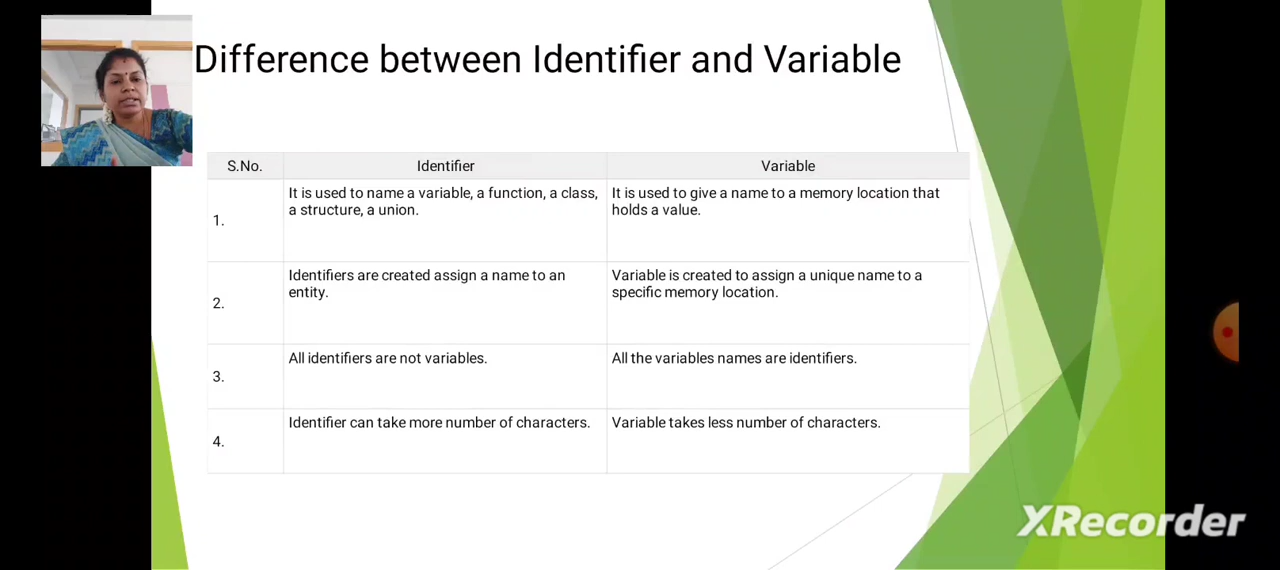 Difference between Identifier and Variable
S.No. Identifier Variable
1.
It is used to name a variable, a function, a class,
a structure, a union.
It is used to give a name to a memory location that
holds a value.
2.
Identifiers are created assign a name to an
entity.
Variable is created to assign a unique name to a
specific memory location.
3.
All identifiers are not variables.
All the variables names are identifiers.
4.
Identifier can take more number of characters.
Variable takes less number of characters.
XRecorder